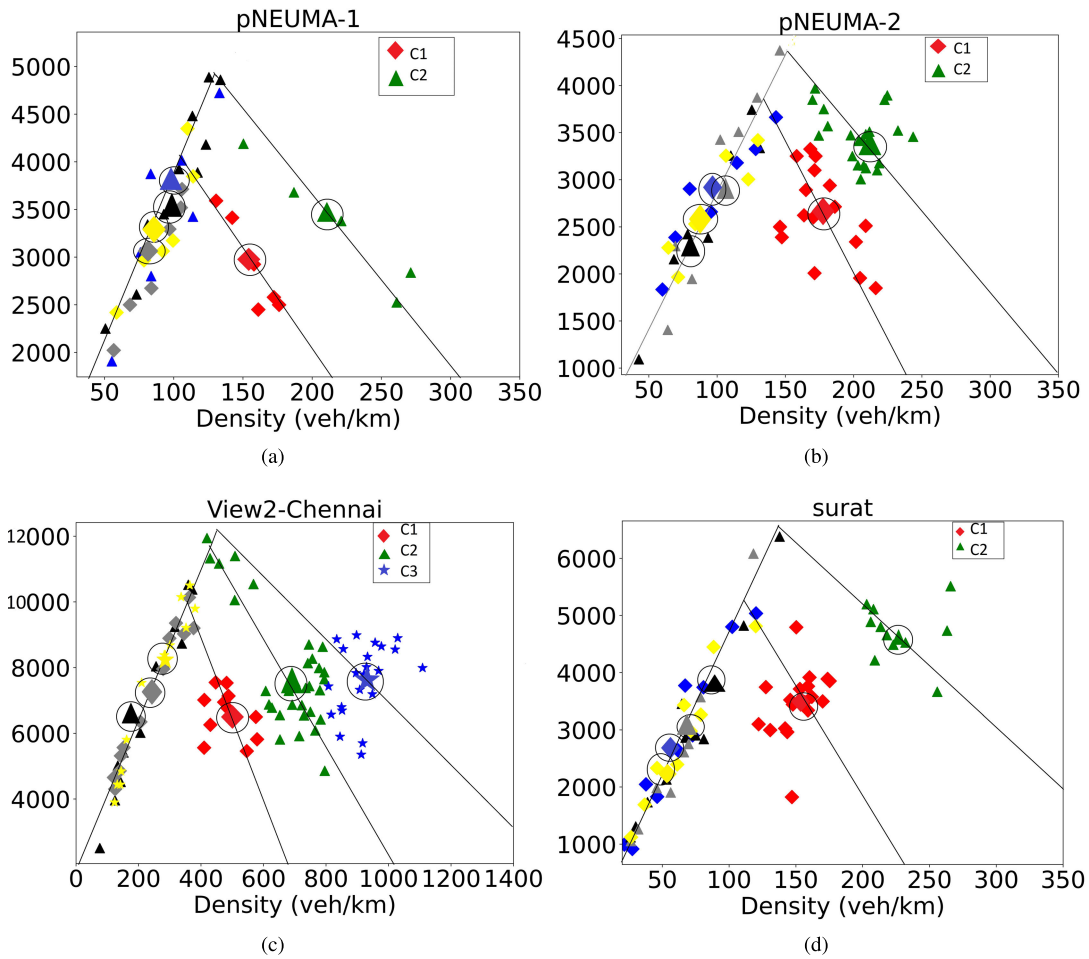 pNEUMA-1
C1
C2
5000
4500
4000
3500
3000
2500
2000
50 100 150 200 250 300 350
Density (veh/km)
(a)
pNEUMA-2
C1
C2
4500
4000
3500
3000
2500
2000
1500
1000
50 100 150 200 250 300 350
Density (veh/km)
(b)
View2-Chennai
C1
C2
C3
12000
10000
8000
6000
4000
0 200 400 600 800 1000 1200 1400
Density (veh/km)
(c)
surat
C1
C2
6000
5000
4000
3000
2000
1000
50 100 150 200 250 300 350
Density (veh/km)
(d)